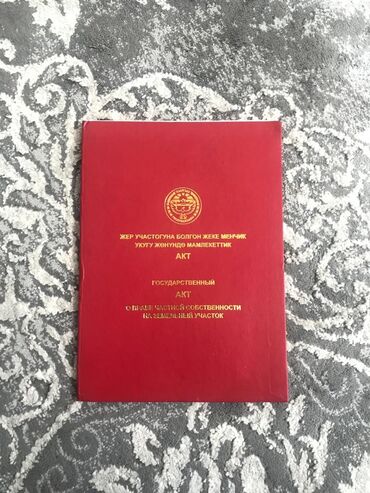 ЖЕР УЧАСТОГУНА БОЛГОН ЖЕКЕ МЕНЧИК
УКУГУ ЖӨНҮНДӨ МАМЛЕКЕТТИК
АКТ
ГОСУДАРСТВЕННЫЙ
АКТ
О ПРАВЕ ЧАСТНОЙ СОБСТВЕННОСТИ
НА ЗЕМЕЛЬНЫЙ УЧАСТОК